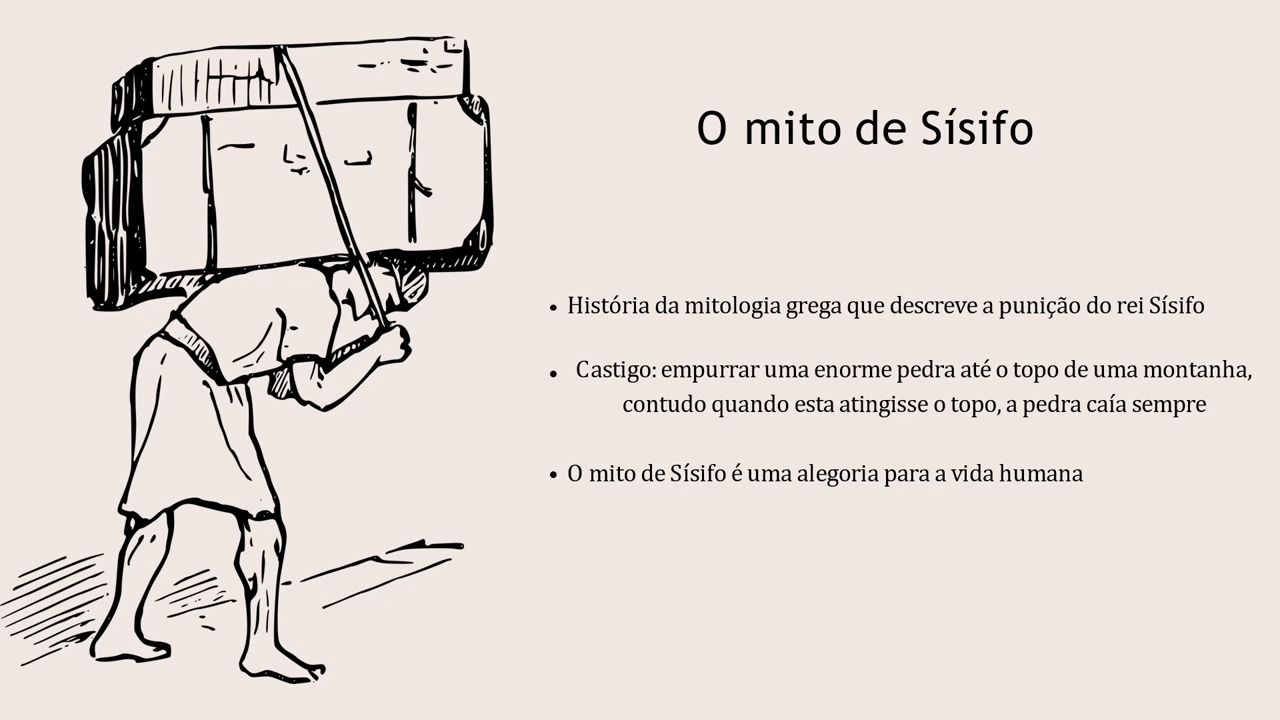 O mito de Sísifo
• História da mitologia grega que descreve a punição do rei Sísifo
• Castigo: empurrar uma enorme pedra até o topo de uma montanha,
contudo quando esta atingisse o topo, a pedra caía sempre
• O mito de Sísifo é uma alegoria para a vida humana